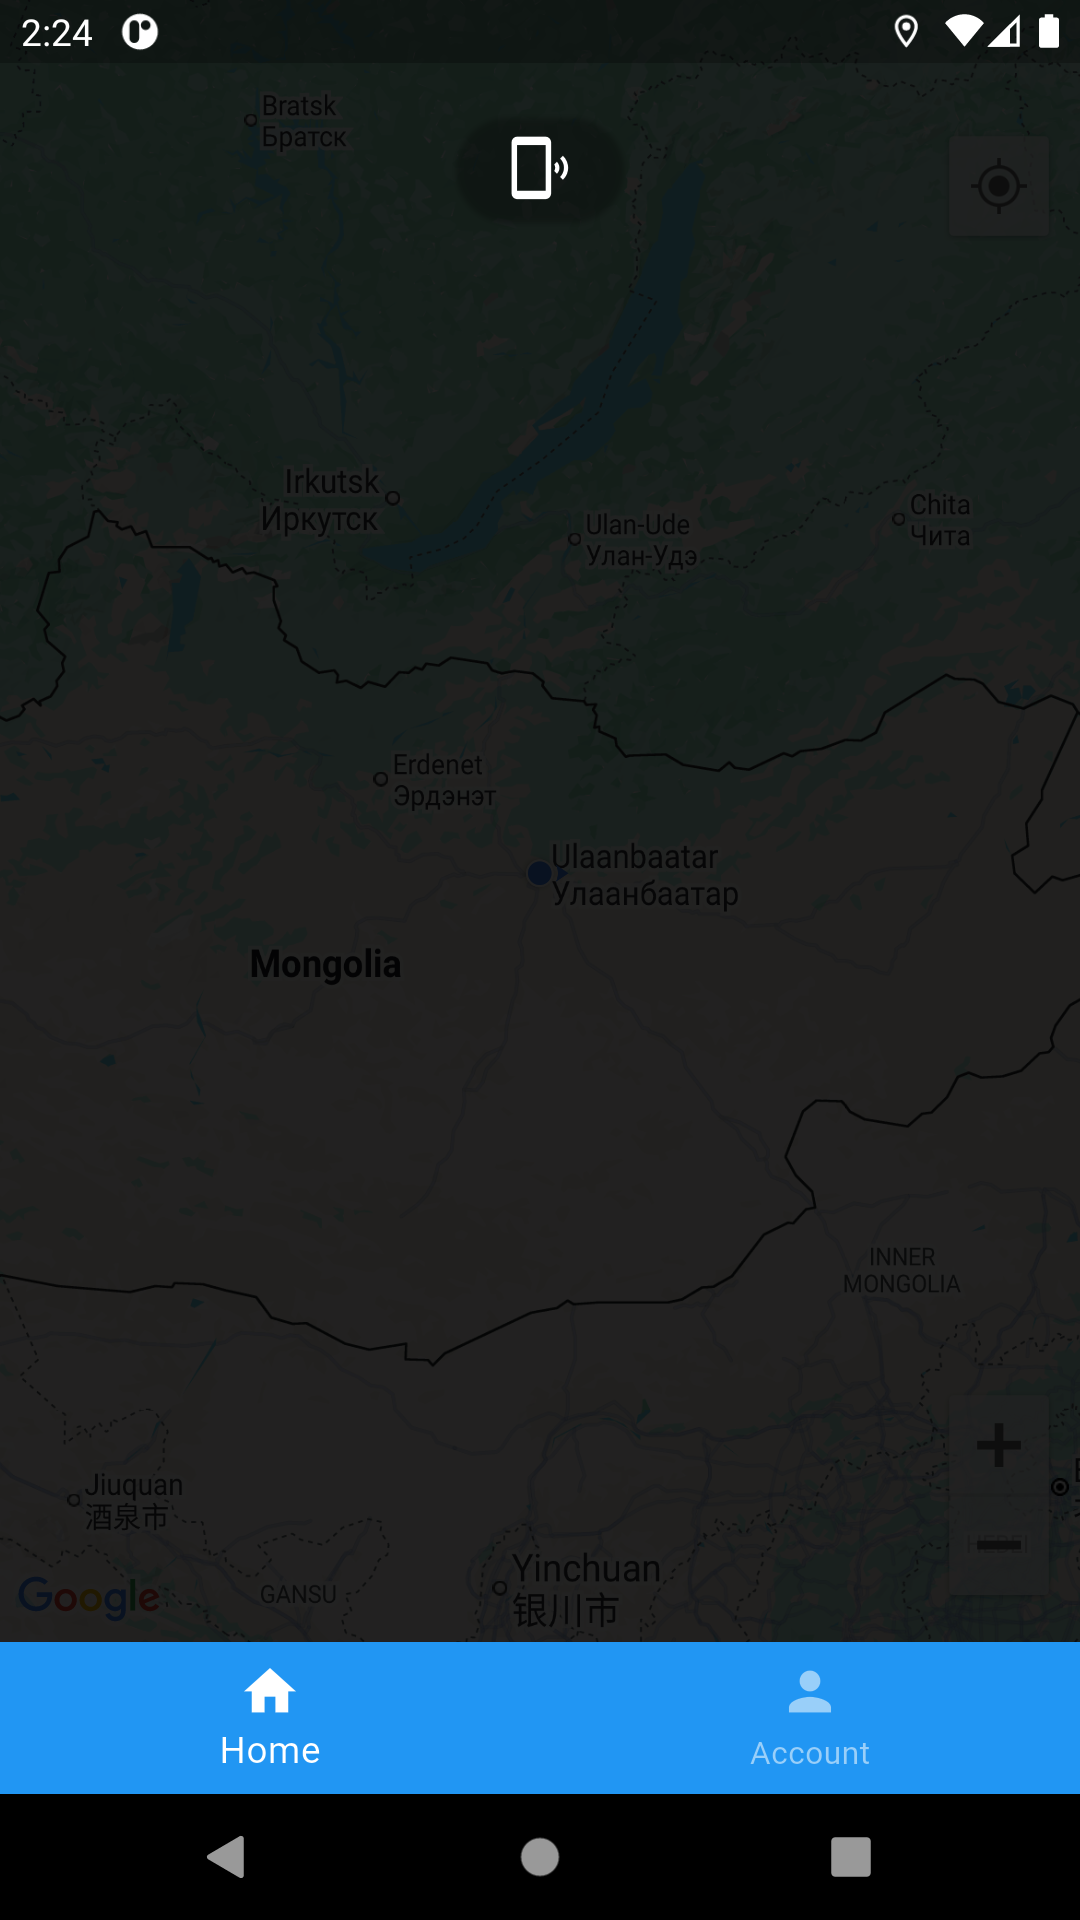 2:24
Bratsk
Братск
Irkutsk
Иркутск
Ulan-Ude
Улан-Удэ
Chita
Чита
Erdenet
Эрдэнэт
Ulaanbaatar
Улаанбаатар
Mongolia
INNER
MONGOLIA
Jiuquan
酒泉市
Yinchuan
银川市
GANSU
Google
Home
Account